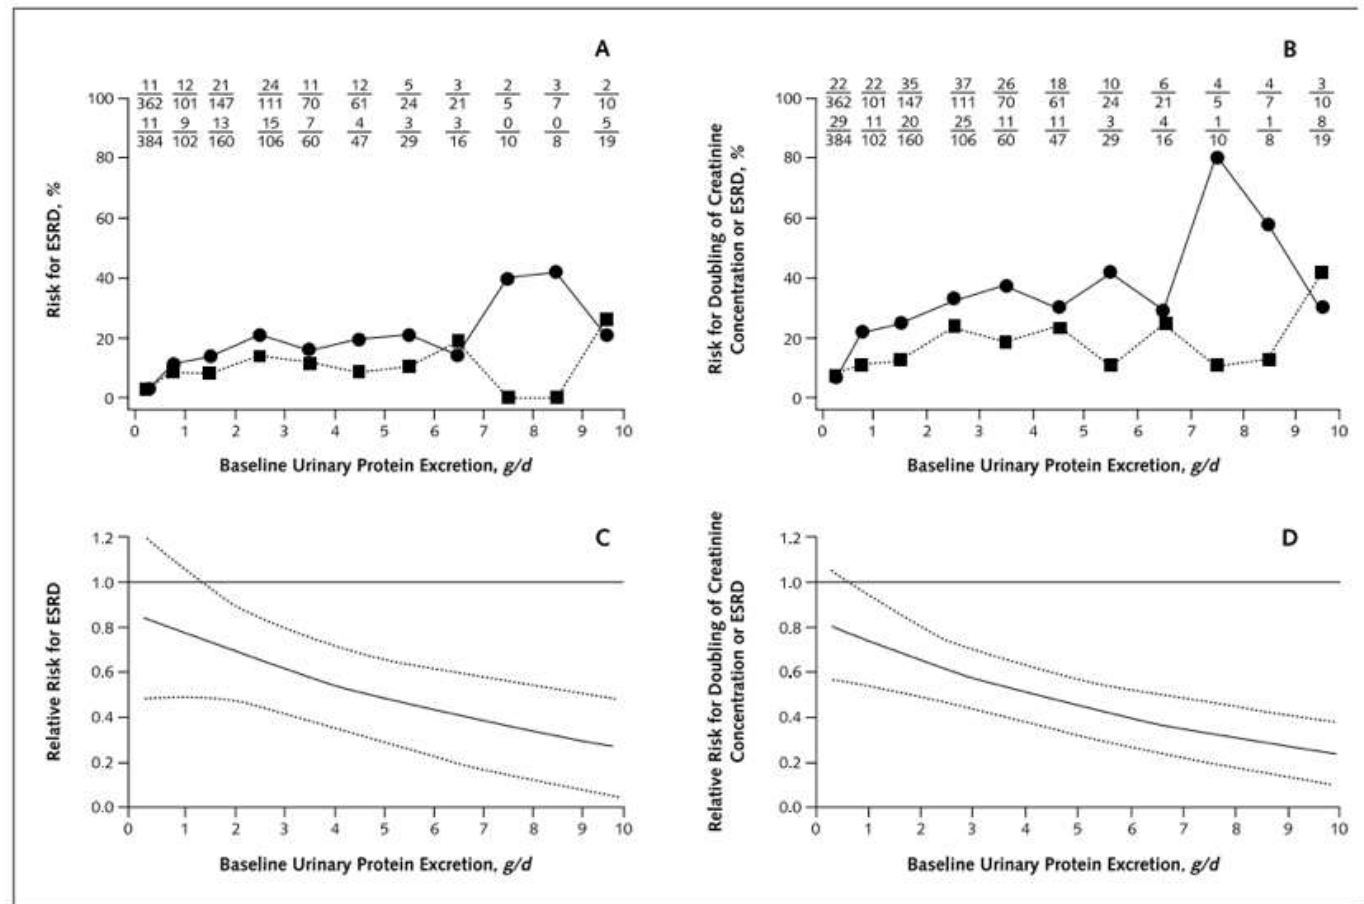 A
11 12 21 24 11 12 5 3 2 3 2
362 101 147 111 70 61 24 21 5 7 10
11 9 13 15 7 4 3 3 0 0 5
384 102 160 106 60 47 29 16 10 8 19
Risk for ESRD, %
100
80
60
40
20
0
0 1 2 3 5 4 5 6 7 8 9 10
Baseline Urinary Protein Excretion, g/d
B
22 22 35 37 26 18 10 6 4 4 3
362 101 147 111 70 61 24 21 5 7 10
29 11 20 25 11 11 3 4 1 1 8
384 102 160 106 60 47 29 16 10 8 19
Risk for Doubling of Creatinine
Concentration or ESRD, %
100
80
60
40
20
0
0 1 2 3 4 5 6 7 8 9 10
Baseline Urinary Protein Excretion, g/d
C
Relative Risk for ESRD
1.2
1.0
0.8
0.6
0.4
0.2
0.0
0 1 2 3 4 5 6 7 8 9 10
Baseline Urinary Protein Excretion, g/d
D
Relative Risk for Doubling of Creatinine
Concentration or ESRD
1.2
1.0
0.8
0.6
0.4
0.2
0.0
0 1 2 3 4 5 6 7 8 9 10
Baseline Urinary Protein Excretion, g/d